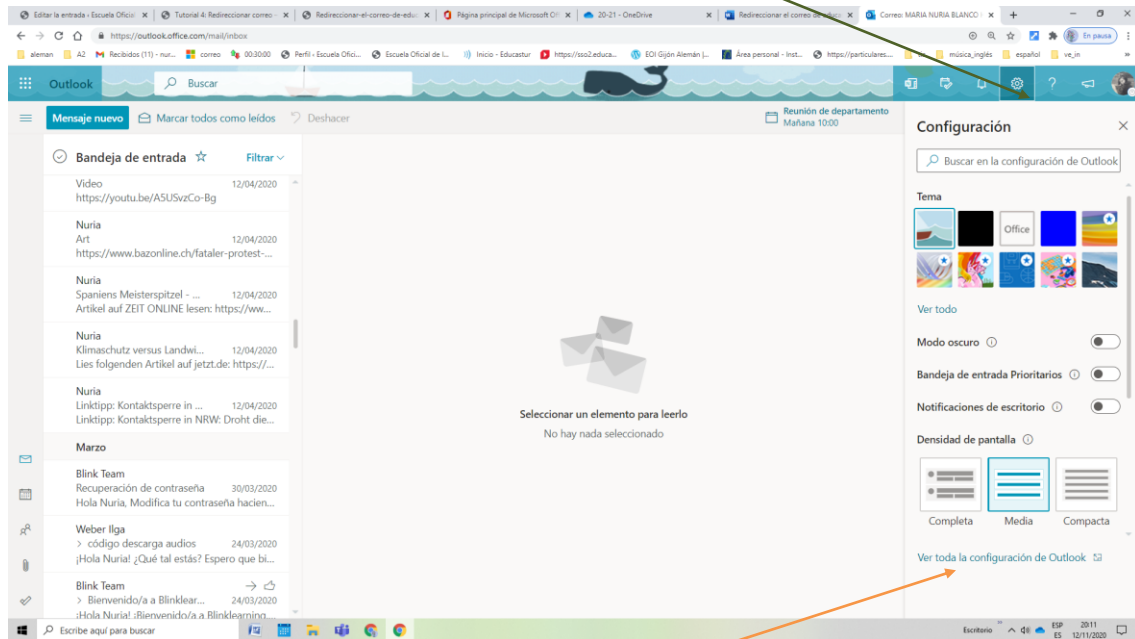 Editar la entrada ‹ Escuela Oficial
Tutorial 4: Redireccionar correo -
Redireccionar-el-correo-de-educ
Página principal de Microsoft Of
20-21 - OneDrive
Redireccionar el correo
Correo: MARIA NURIA BLANCO
https://outlook.office.com/mail/inbox
En pausa
aleman
A2
Recibidos (11) - nur...
correo
00:30:00
Perfil ‹ Escuela Ofici...
Escuela Oficial de I...
Inicio - Educastur
https://sso2.educa...
EOI Gijón Alemán |...
Área personal - Inst...
https://particulares...
música_inglés
español
ve_in
Outlook
Buscar
Mensaje nuevo
Marcar todos como leídos
Deshacer
Reunión de departamento
Mañana 10:00
Bandeja de entrada
Filtrar
Video 12/04/2020
https://youtu.be/A5USvzCo-Bg
Nuria
Art 12/04/2020
https://www.bazonline.ch/fataler-protest-...
Nuria
Spaniens Meisterspitzel - ... 12/04/2020
Artikel auf ZEIT ONLINE lesen: https://ww...
Nuria
Klimaschutz versus Landwi... 12/04/2020
Lies folgenden Artikel auf jetzt.de: https://...
Nuria
Linktipp: Kontaktsperre in ... 12/04/2020
Linktipp: Kontaktsperre in NRW: Droht die...
Marzo
Blink Team
Recuperación de contraseña 30/03/2020
Hola Nuria, Modifica tu contraseña hacien...
Weber Ilga
> código descarga audios 24/03/2020
¡Hola Nuria! ¿Qué tal estás? Espero que bi...
Blink Team
> Bienvenido/a a Blinklear... 24/03/2020
¡Hola Nuria! ¡Bienvenido/a a Blinklearning
Seleccionar un elemento para leerlo
No hay nada seleccionado
Configuración
Buscar en la configuración de Outlook
Tema
Office
Ver todo
Modo oscuro
Bandeja de entrada Prioritarios
Notificaciones de escritorio
Densidad de pantalla
Completa Media Compacta
Ver toda la configuración de Outlook
Escribe aquí para buscar
Escritorio
ESP
ES
20:11
12/11/2020